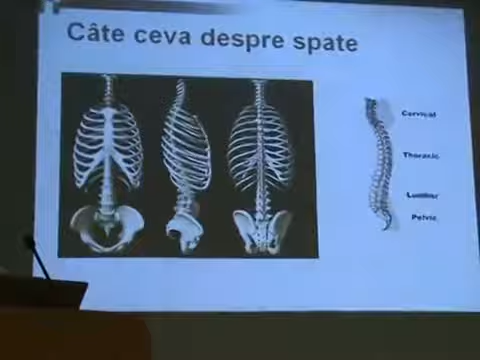 Câte ceva despre spate
Cervical
Thoracic
Lumbar
Pelvic